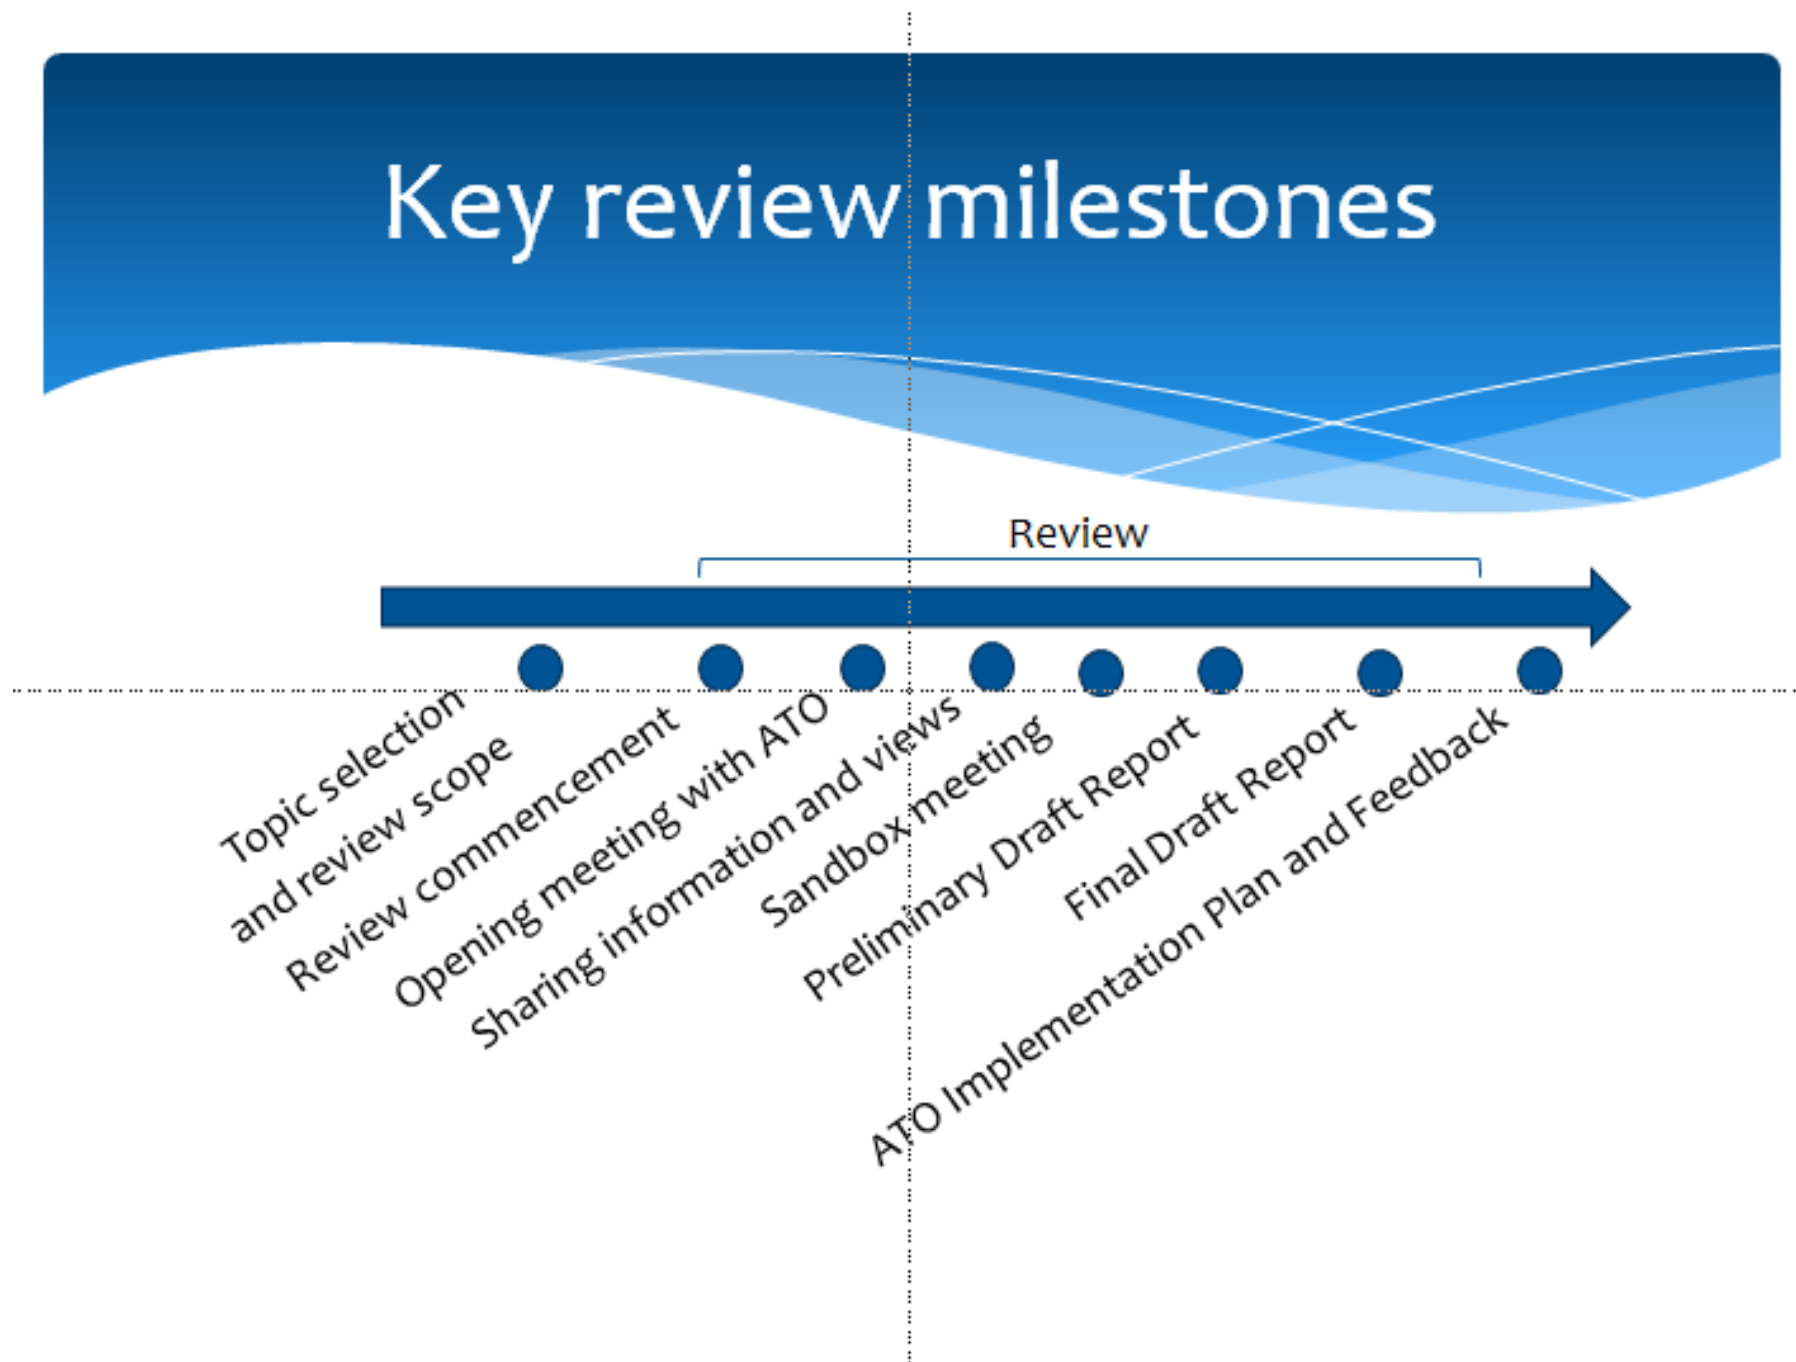 Key review milestones
Review
Topic selection
and review scope
Review commencement
Opening meeting with ATO
Sharing information and views
Sandbox meeting
Preliminary Draft Report
Final Draft Report
ATO Implementation Plan and Feedback